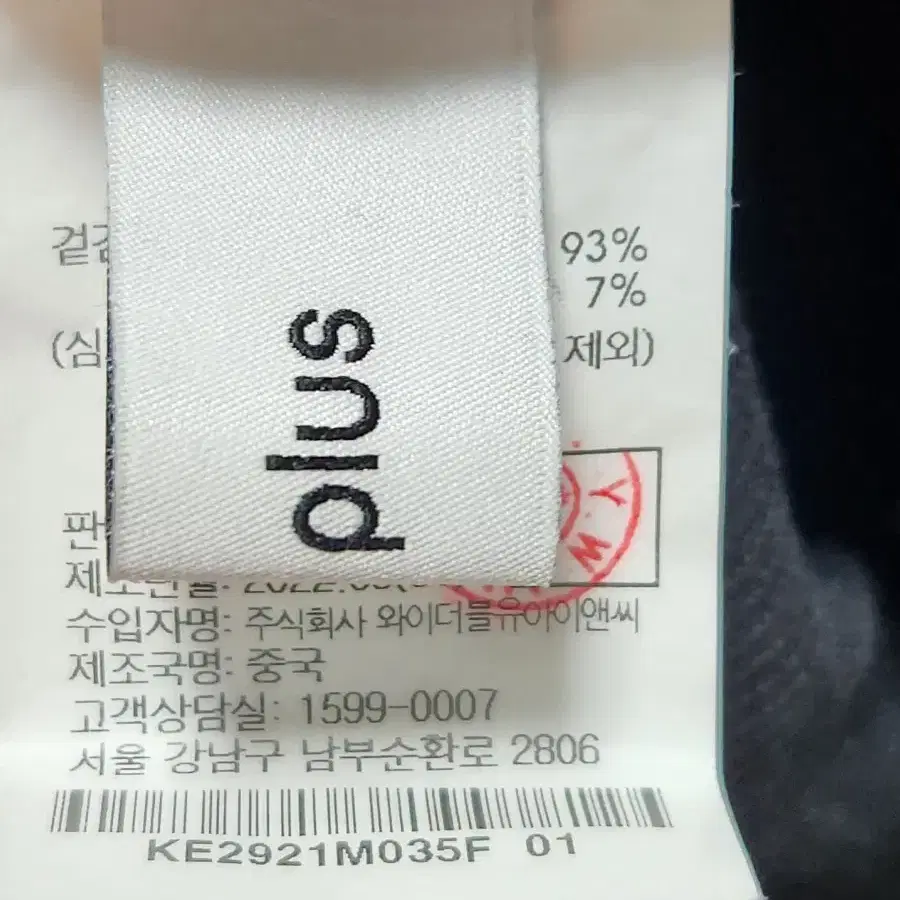 93%
7%
(심
제외)
plus
Y.W
판
수입자명: 주식회사 와이더블유아이앤씨
제조국명: 중국
고객상담실: 1599-0007
서울 강남구 남부순환로 2806
KE2921M035F 01